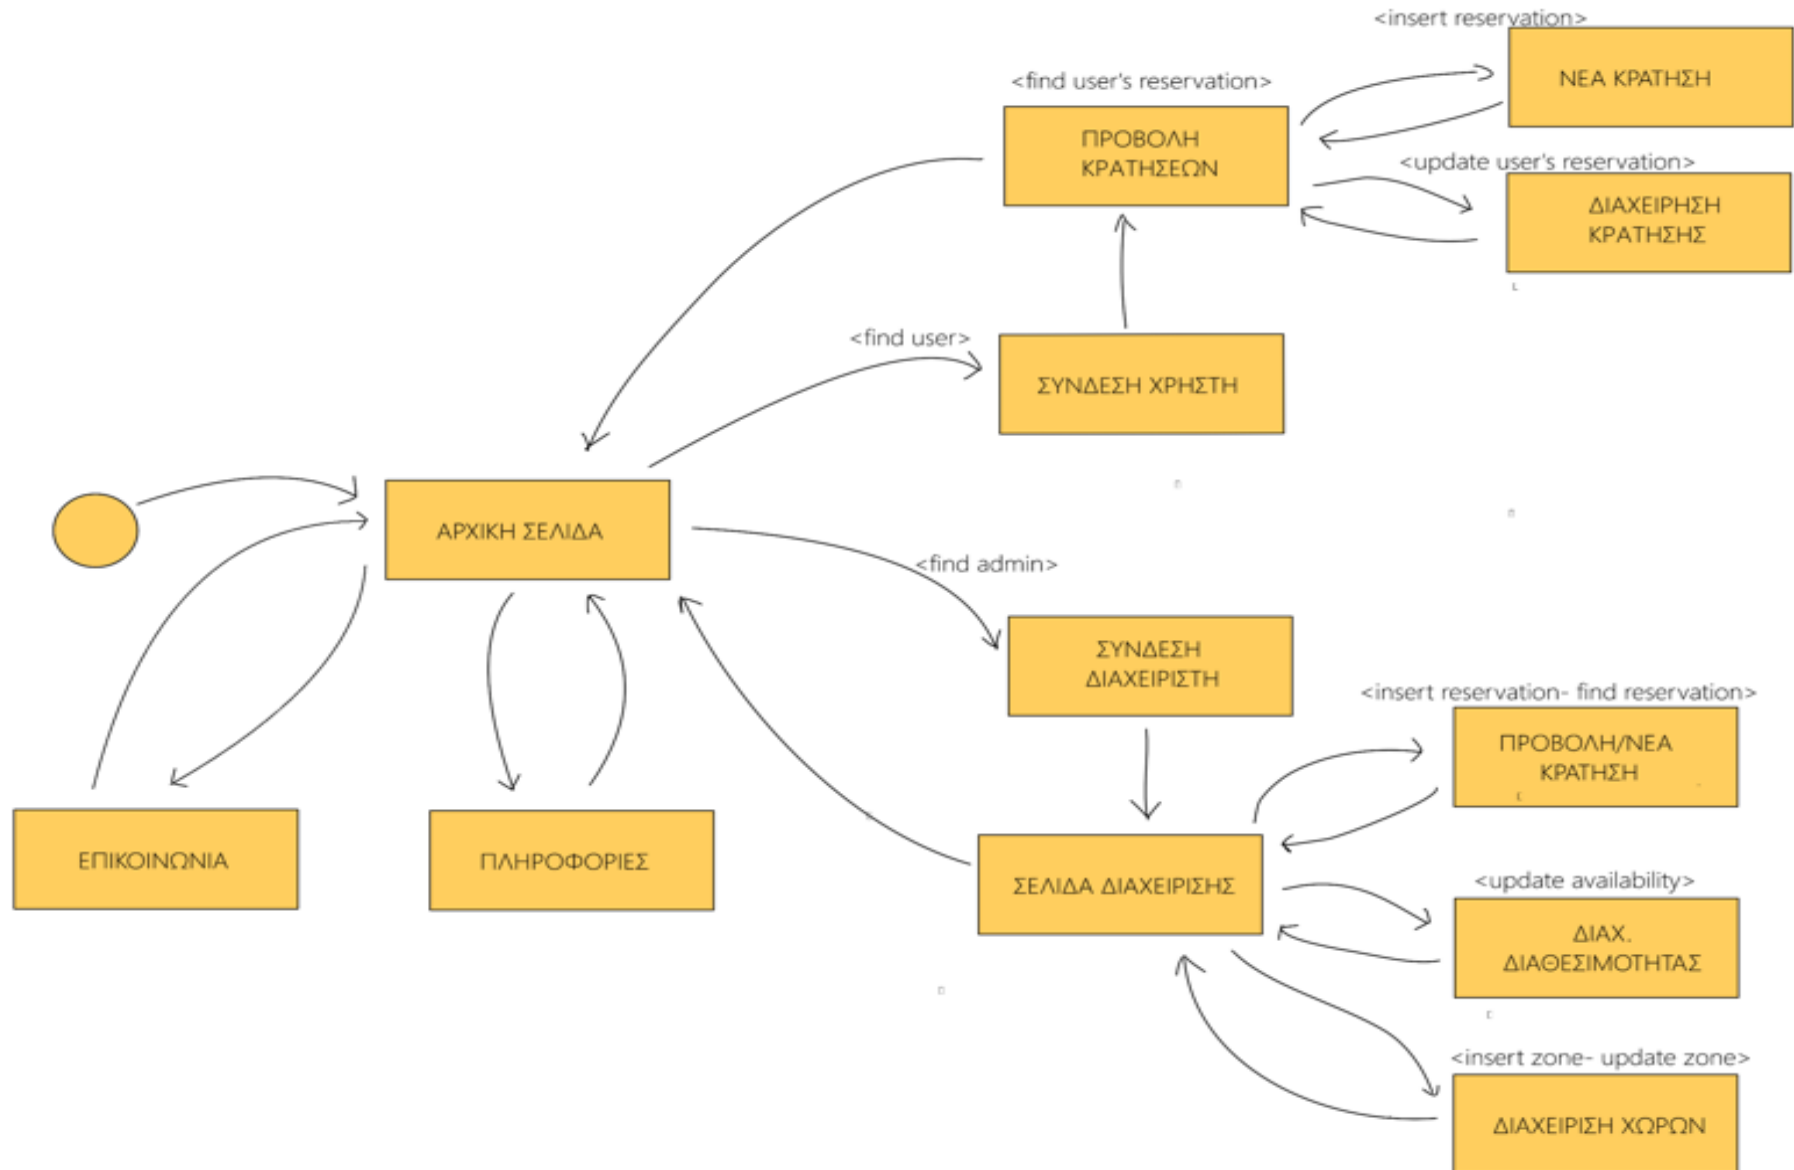 <insert reservation>
ΝΕΑ ΚΡΑΤΗΣΗ
<find user's reservation>
ΠΡΟΒΟΛΗ
ΚΡΑΤΗΣΕΩΝ
<update user's reservation>
ΔΙΑΧΕΙΡΗΣΗ
ΚΡΑΤΗΣΗΣ
<find user>
ΣΥΝΔΕΣΗ ΧΡΗΣΤΗ
ΑΡΧΙΚΗ ΣΕΛΙΔΑ
<find admin>
ΣΥΝΔΕΣΗ
ΔΙΑΧΕΙΡΙΣΤΗ
<insert reservation- find reservation>
ΠΡΟΒΟΛΗ/ΝΕΑ
ΚΡΑΤΗΣΗ
ΕΠΙΚΟΙΝΩΝΙΑ
ΠΛΗΡΟΦΟΡΙΕΣ
ΣΕΛΙΔΑ ΔΙΑΧΕΙΡΙΣΗΣ
<update availability>
ΔΙΑΧ.
ΔΙΑΘΕΣΙΜΟΤΗΤΑΣ
<insert zone- update zone>
ΔΙΑΧΕΙΡΙΣΗ ΧΩΡΩΝ